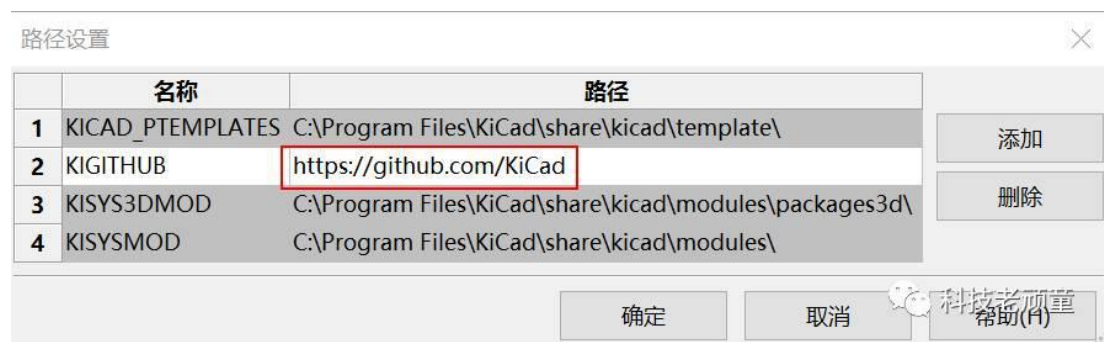 路径设置
名称 路径
1 KICAD_PTEMPLATES C:\Program Files\KiCad\share\kicad\template\
添加
2 KIGITHUB https://github.com/KiCad
3 KISYS3DMOD C:\Program Files\KiCad\share\kicad\modules\packages3d\
删除
4 KISYSMOD C:\Program Files\KiCad\share\kicad\modules\
确定 取消 帮助(H)
科技老顽童